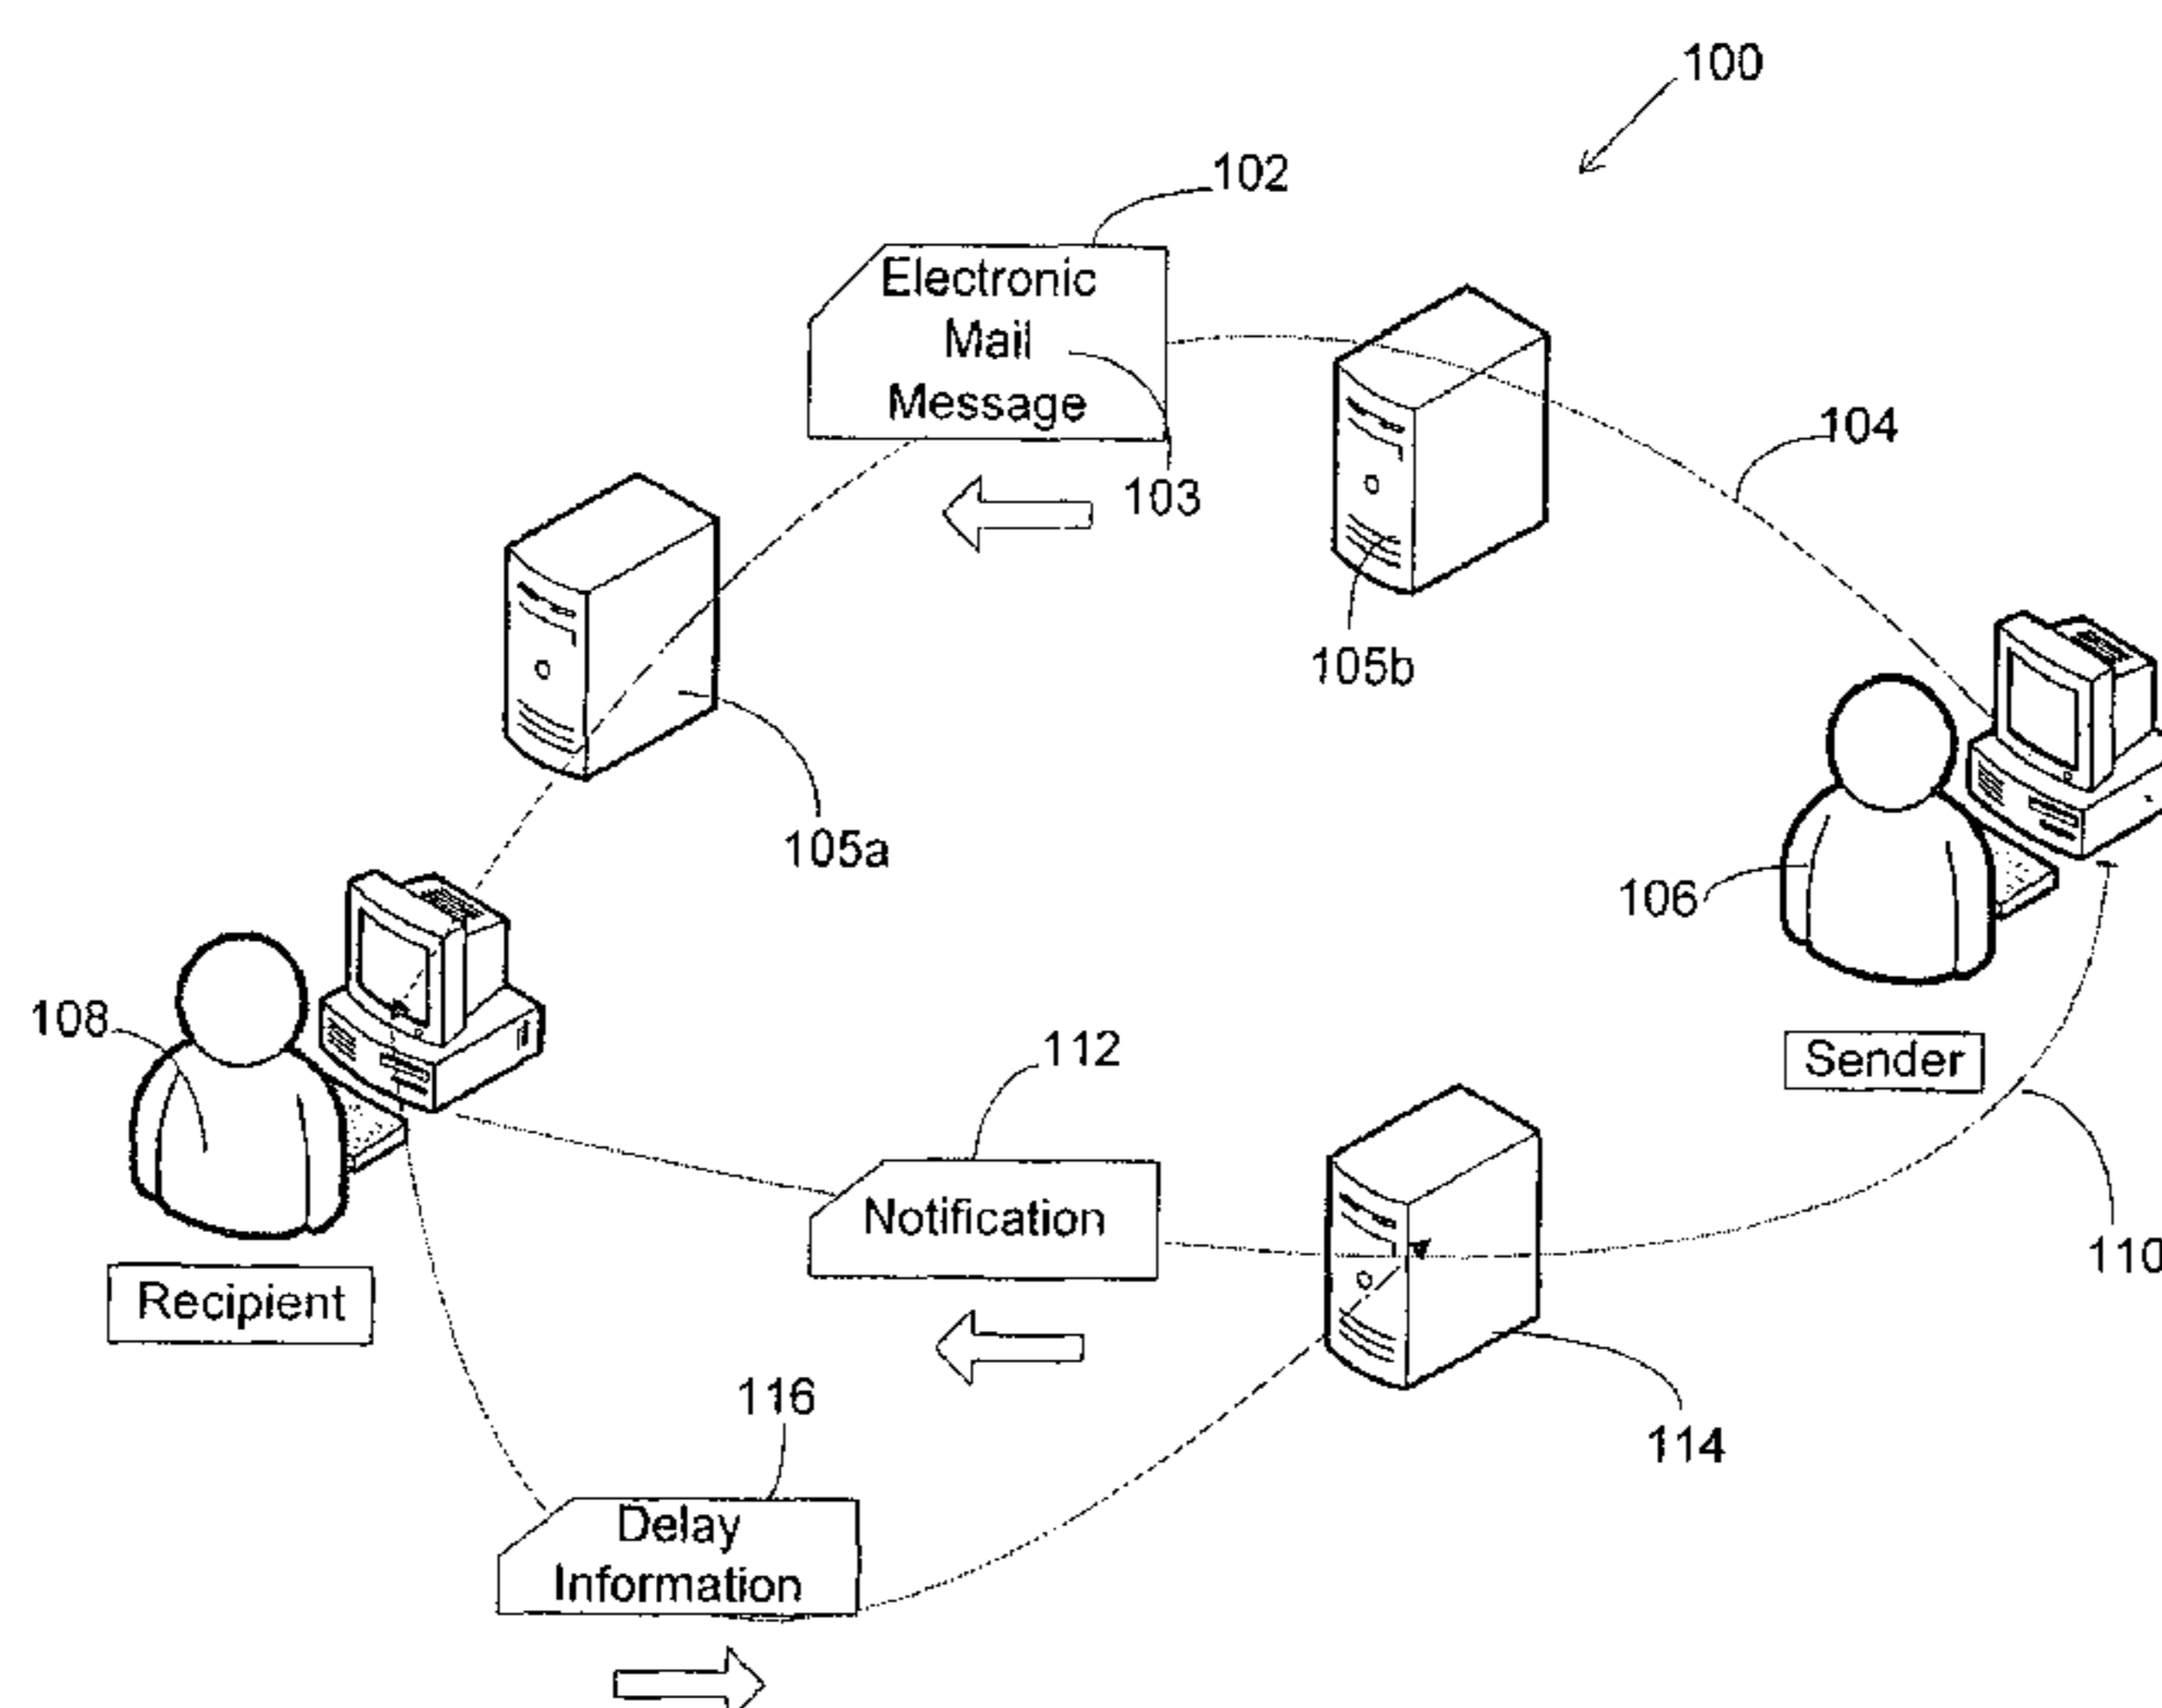 100
102
Electronic
Mail
Message
103
104
105b
105a
106
108
Sender
112
Notification
110
Recipient
114
116
Delay
Information